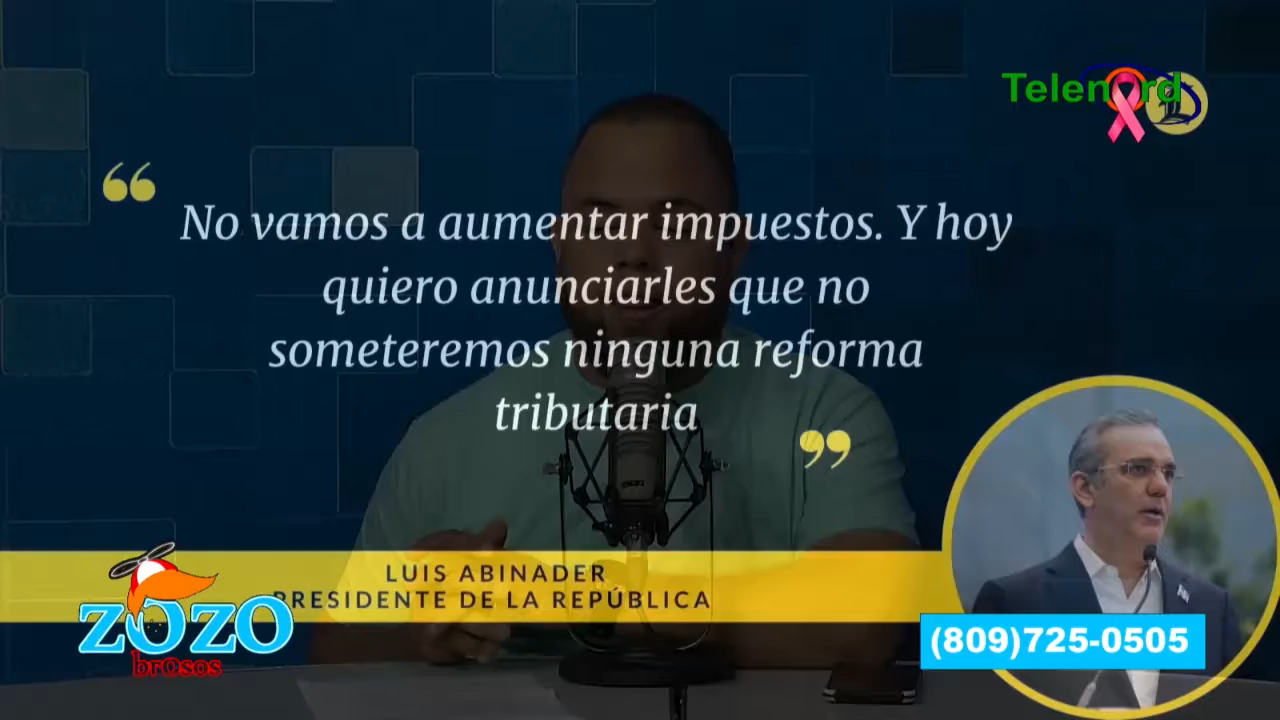 Telenord
“
No vamos a aumentar impuestos. Y hoy
quiero anunciarles que no
someteremos ninguna reforma
tributaria
”
LUIS ABINADER
PRESIDENTE DE LA REPÚBLICA
ZOZO
brOsos
(809)725-0505